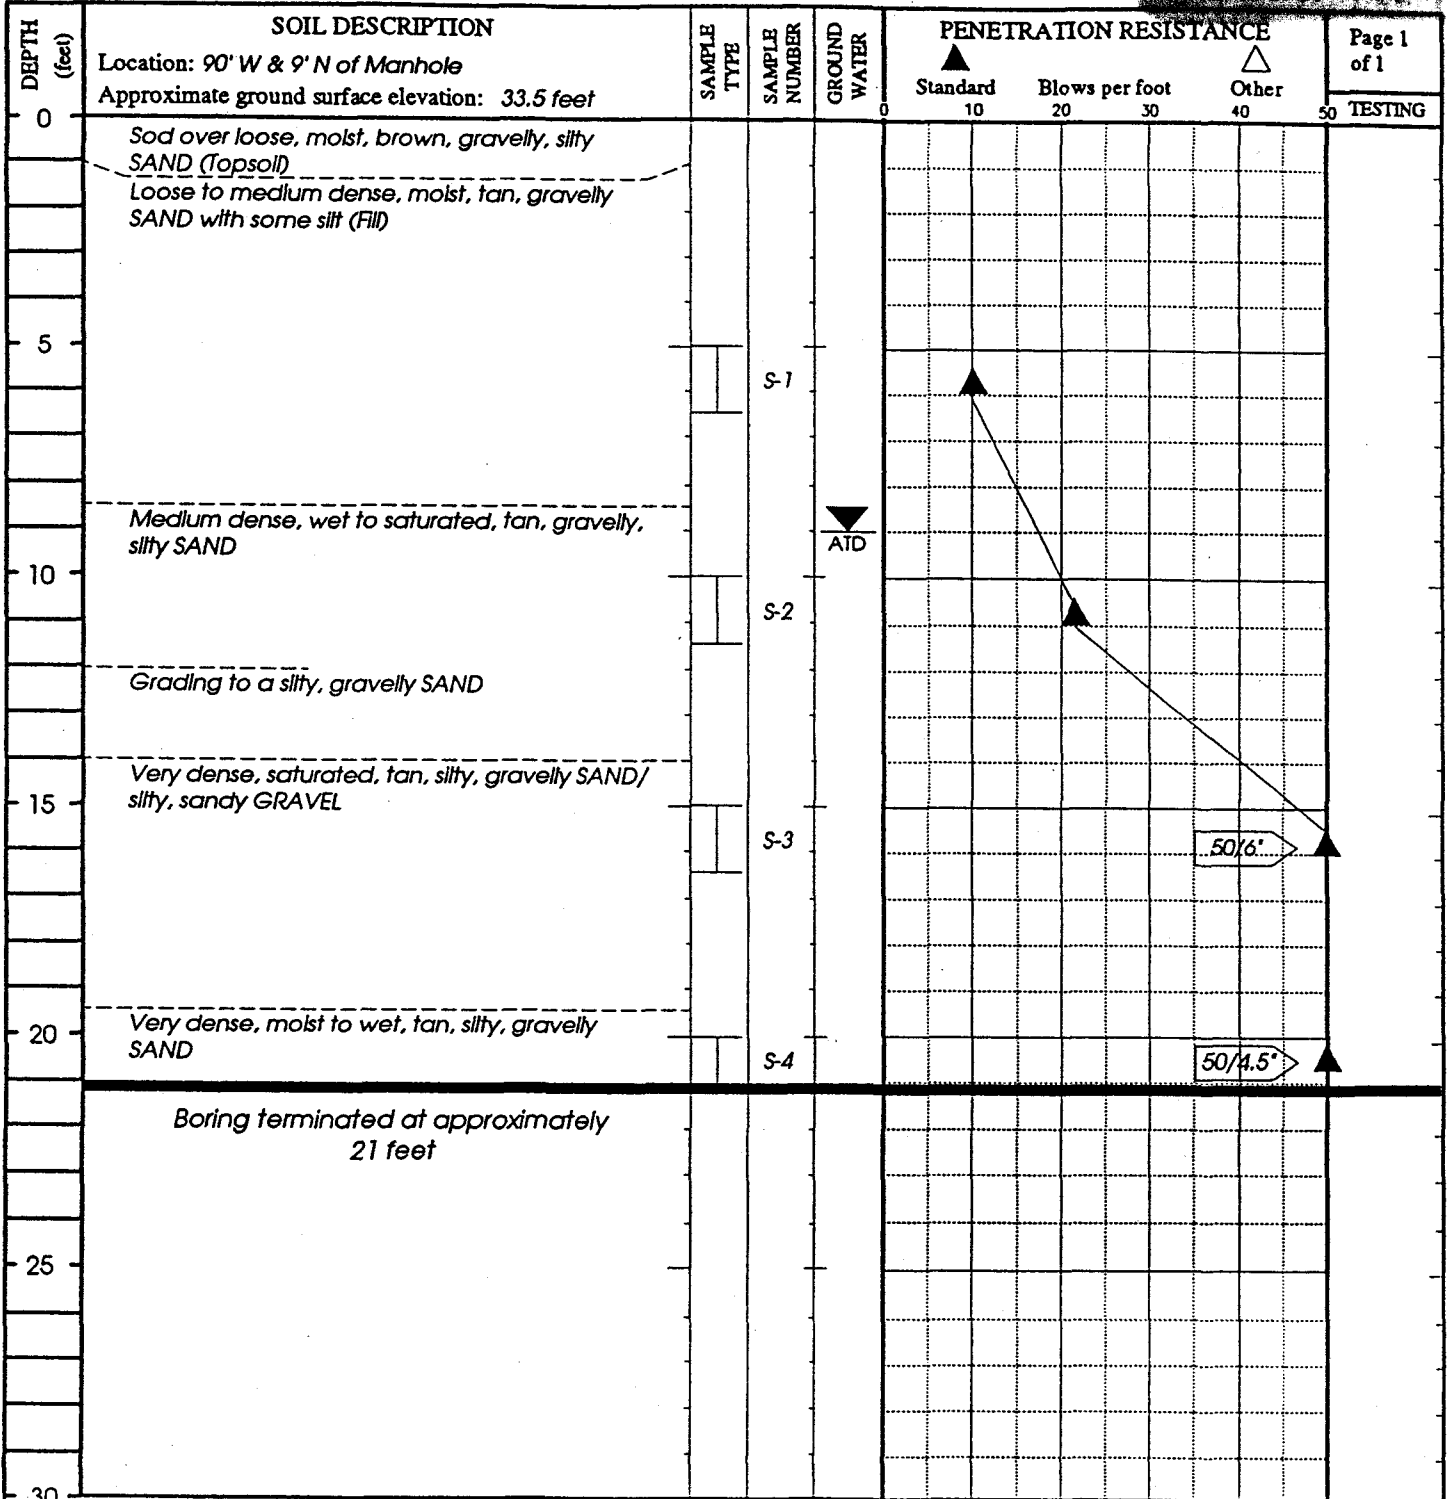 DEPTH
(feet)
SOIL DESCRIPTION
Location: 90' W & 9' N of Manhole
Approximate ground surface elevation: 33.5 feet
SAMPLE
TYPE
SAMPLE
NUMBER
GROUND
WATER
PENETRATION RESISTANCE
Standard Blows per foot Other
0 10 20 30 40 50
Page 1
of 1
TESTING
0
Sod over loose, moist, brown, gravelly, silty
SAND (Topsoil)
Loose to medium dense, moist, tan, gravelly
SAND with some silt (Fill)
5
S-1
Medium dense, wet to saturated, tan, gravelly,
silty SAND
ATD
10
S-2
Grading to a silty, gravelly SAND
Very dense, saturated, tan, silty, gravelly SAND/
silty, sandy GRAVEL
15
S-3
50/6"
Very dense, moist to wet, tan, silty, gravelly
SAND
20
S-4
50/4.5"
Boring terminated at approximately
21 feet
25
30